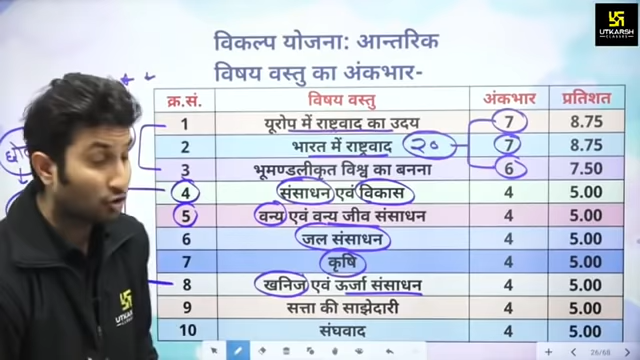 विकल्प योजना: आन्तरिक
विषय वस्तु का अंकभार-
क्र.सं. विषय वस्तु अंकभार प्रतिशत
1 यूरोप में राष्ट्रवाद का उदय 7 8.75
2 भारत में राष्ट्रवाद २० 7 8.75
3 भूमण्डलीकृत विश्व का बनना 6 7.50
4 संसाधन एवं विकास 4 5.00
5 वन्य एवं वन्य जीव संसाधन 4 5.00
6 जल संसाधन 4 5.00
7 कृषि 4 5.00
8 खनिज एवं ऊर्जा संसाधन 4 5.00
9 सत्ता की साझेदारी 4 5.00
10 संघवाद 4 5.00
UTKARSH
CLASSES
UTKARSH
26/68